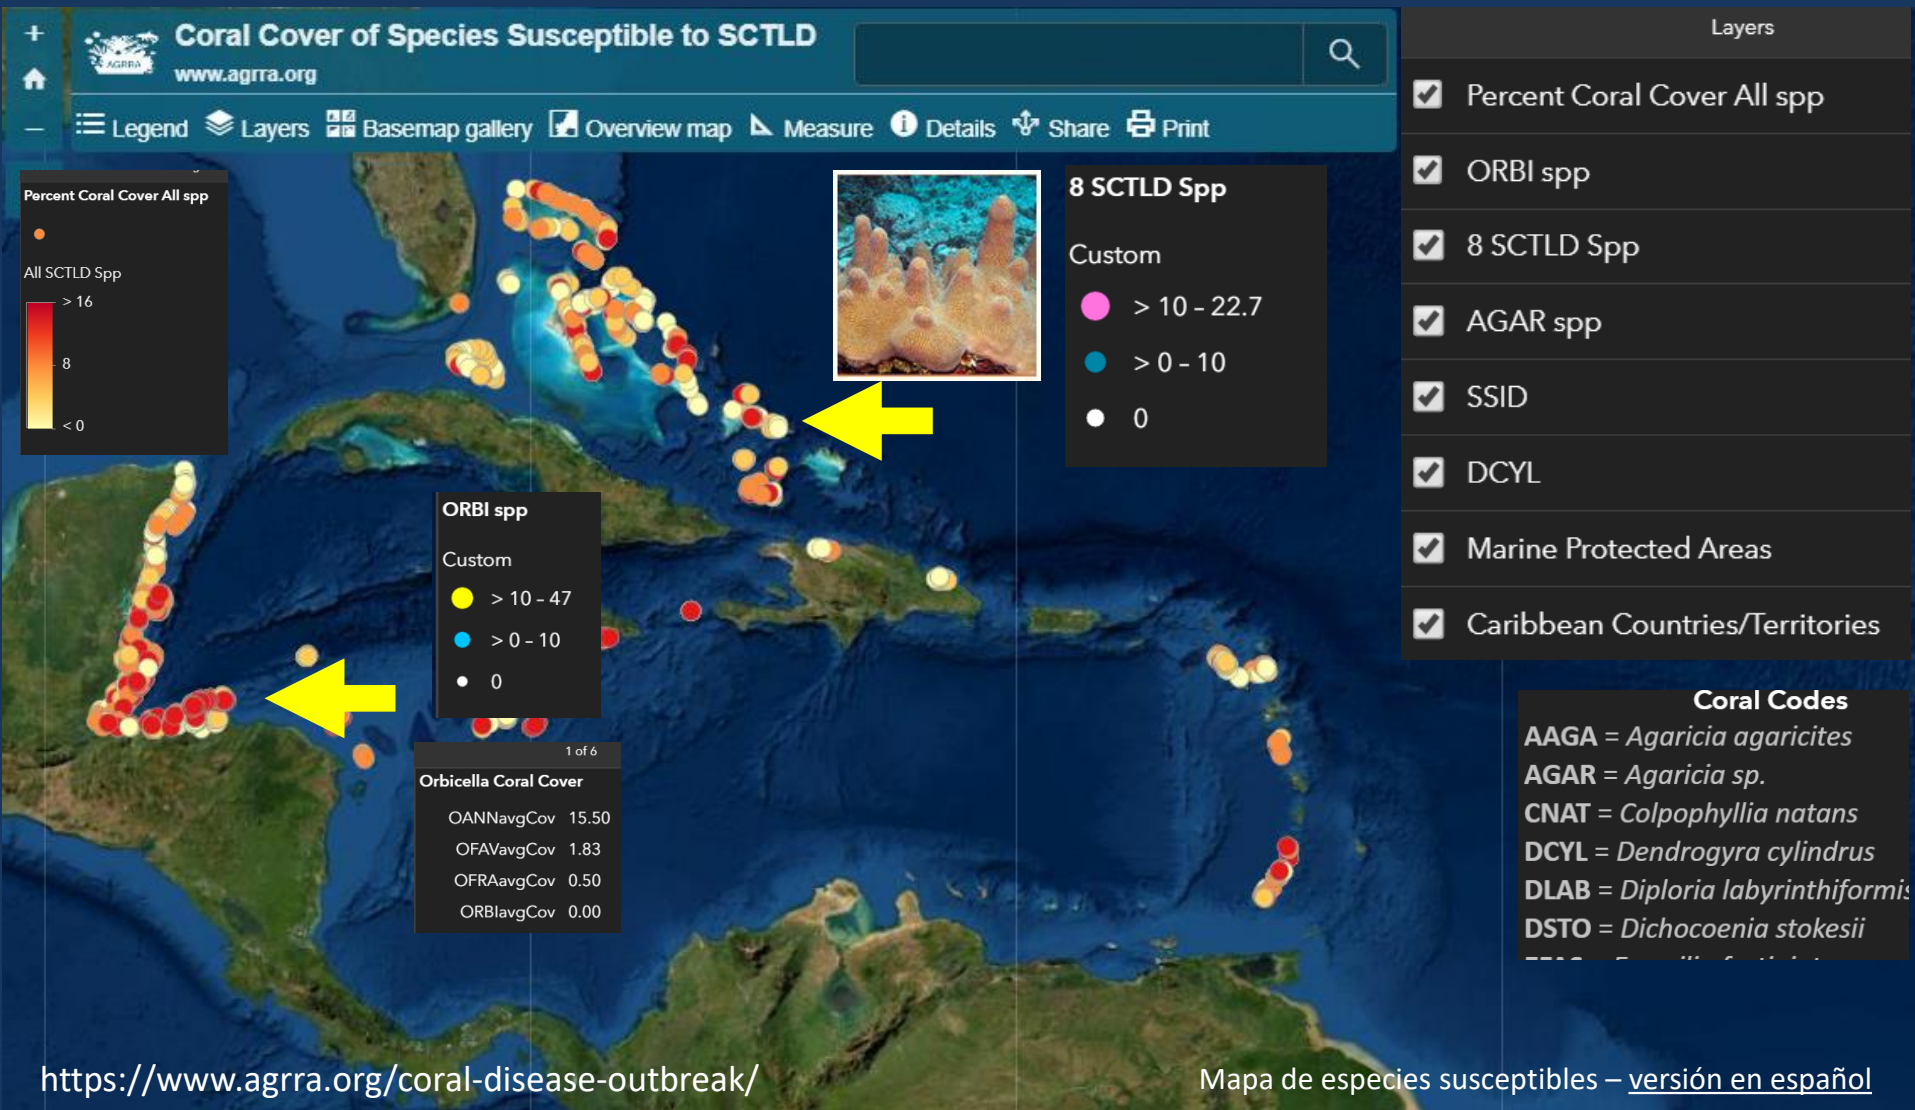 Coral Cover of Species Susceptible to SCTLD
www.agrra.org
AGRRA
Legend Layers Basemap gallery Overview map Measure Details Share Print
Percent Coral Cover All spp
All SCTLD Spp
> 16
8
< 0
8 SCTLD Spp
Custom
> 10 - 22.7
> 0 - 10
0
Layers
Percent Coral Cover All spp
ORBI spp
8 SCTLD Spp
AGAR spp
SSID
DCYL
Marine Protected Areas
Caribbean Countries/Territories
ORBI spp
Custom
> 10 - 47
> 0 - 10
0
1 of 6
Orbicella Coral Cover
OANNavgCov 15.50
OFAVavgCov 1.83
OFRAavgCov 0.50
ORBIavgCov 0.00
Coral Codes
AAGA = Agaricia agaricites
AGAR = Agaricia sp.
CNAT = Colpophyllia natans
DCYL = Dendrogyra cylindrus
DLAB = Diploria labyrinthiformis
DSTO = Dichocoenia stokesii
https://www.agrra.org/coral-disease-outbreak/
Mapa de especies susceptibles – versión en español